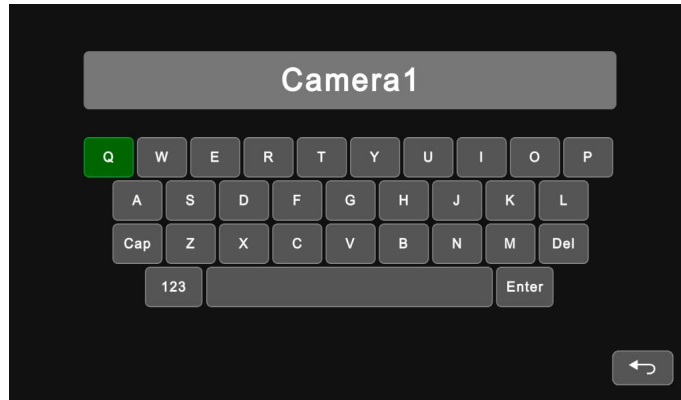 Camera1
Q W E R T Y U I O P
A S D F G H J K L
Cap Z X C V B N M Del
123 Enter